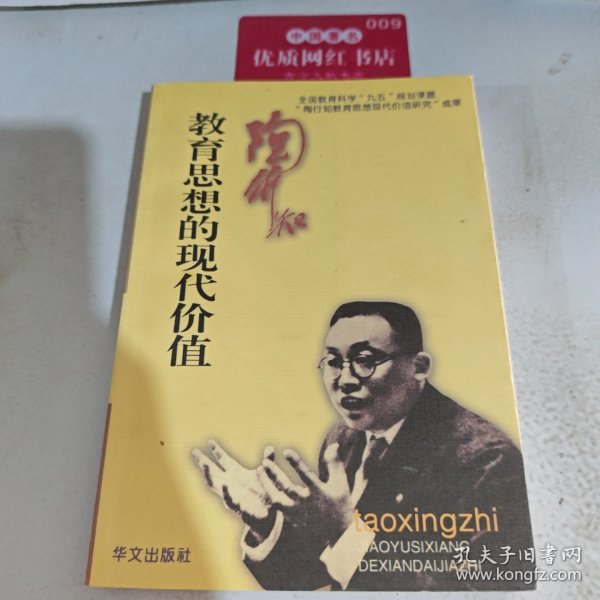 009
中国著名
优质网红书店
全国教育科学“九五”规划课题
“陶行知教育思想现代价值研究”成果
陶行知
教育思想的现代价值
taoxingzhi
JIAOYUSIXIANG
DEXIANDAIJIAZHI
华文出版社
孔夫子旧书网
www.kongfz.com